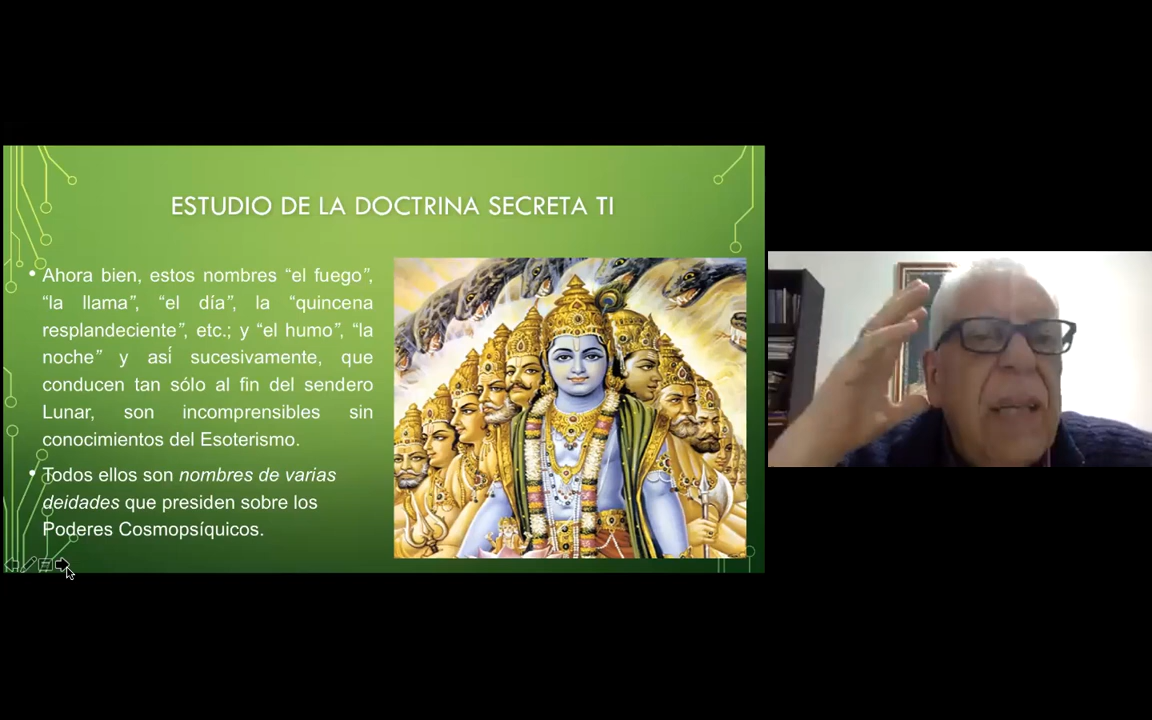 ESTUDIO DE LA DOCTRINA SECRETA TI
• Ahora bien, estos nombres “el fuego”,
“la llama”, “el día”, la “quincena
resplandeciente”, etc.; y “el humo”, “la
noche” y así sucesivamente, que
conducen tan sólo al fin del sendero
Lunar, son incomprensibles sin
conocimientos del Esoterismo.
• Todos ellos son nombres de varias
deidades que presiden sobre los
Poderes Cosmopsíquicos.